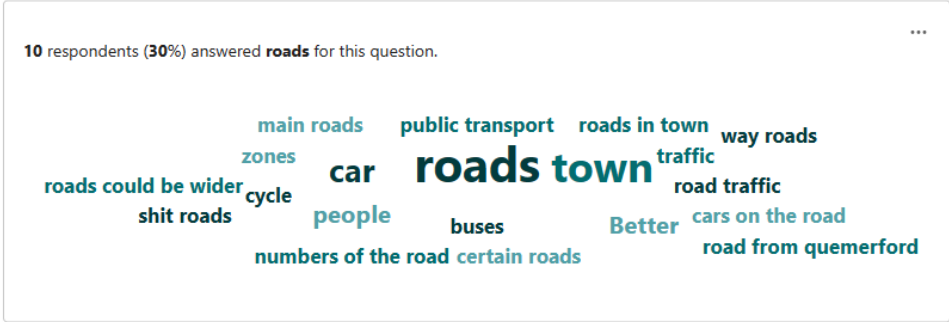 10 respondents (30%) answered roads for this question.
main roads public transport roads in town way roads
zones car roads town traffic
roads could be wider cycle road traffic
shit roads people buses Better cars on the road
numbers of the road certain roads road from quemerford